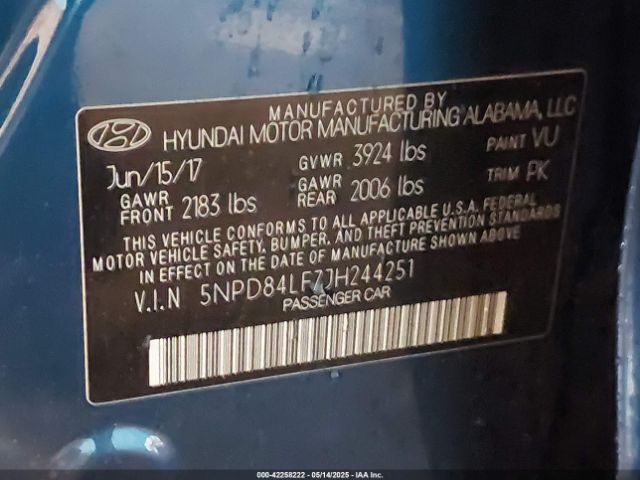 MANUFACTURED BY
HYUNDAI MOTOR MANUFACTURING ALABAMA, LLC
Jun/15/17 GVWR 3924 lbs PAINT VU
GAWR FRONT 2183 lbs GAWR REAR 2006 lbs TRIM PK
THIS VEHICLE CONFORMS TO ALL APPLICABLE U.S.A. FEDERAL
MOTOR VEHICLE SAFETY, BUMPER, AND THEFT PREVENTION STANDARDS
IN EFFECT ON THE DATE OF MANUFACTURE SHOWN ABOVE
V.I.N 5NPD84LF7JH244251
PASSENGER CAR
000-42258222 - 05/14/2025 - IAA Inc.